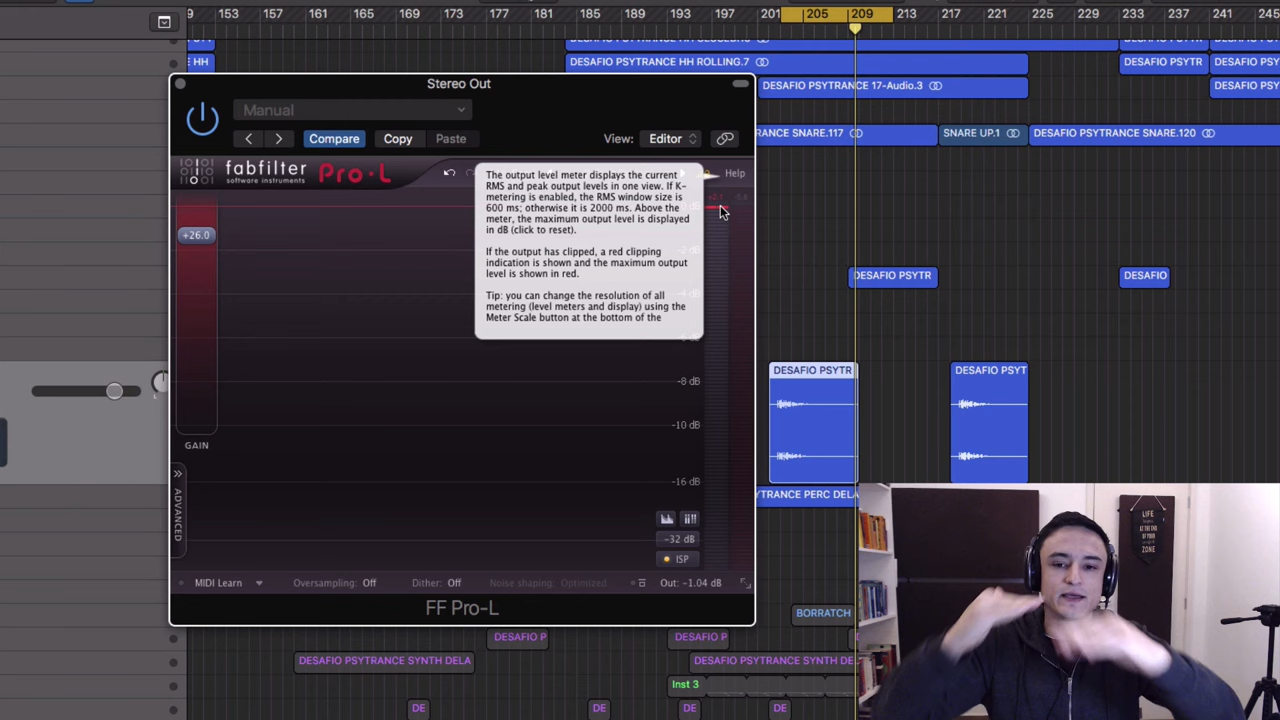 153 157 161 165 169 173 177 181 185 189 193 197 201 205 209 213 217 221 225 229 233 237 241 245
DESAFIO PSYTRANCE HH ROLLING.7
DESAFIO PSYTR
DESAFIO PSY
Stereo Out
DESAFIO PSYTRANCE 17-Audio.3
DESAFIO PSY
Manual
Compare
Copy
Paste
View:
Editor
RANCE SNARE.117
SNARE UP.1
DESAFIO PSYTRANCE SNARE.120
fabfilter
software instruments
Pro·L
Help
The output level meter displays the current
RMS and peak output levels in one view. If K-
metering is enabled, the RMS window size is
600 ms; otherwise it is 2000 ms. Above the
meter, the maximum output level is displayed
in dB (click to reset).
If the output has clipped, a red clipping
indication is shown and the maximum output
level is shown in red.
Tip: you can change the resolution of all
metering (level meters and display) using the
Meter Scale button at the bottom of the
+26.0
DESAFIO PSYTR
DESAFIO
DESAFIO PSYTR
DESAFIO PSYT
-8 dB
-10 dB
GAIN
-16 dB
ADVANCED
YTRANCE PERC DELA
-32 dB
ISP
MIDI Learn
Oversampling: Off
Dither: Off
Noise shaping: Optimized
Out: -1.04 dB
FF Pro-L
BORRATCH
DESAFIO P
DESAFIO P
DESAFIO PSYTRANCE SYNTH DELA
DESAFIO PSYTRANCE SYNTH DE
Inst 3
DE
DE
DE
DE
LIFE
ZONE